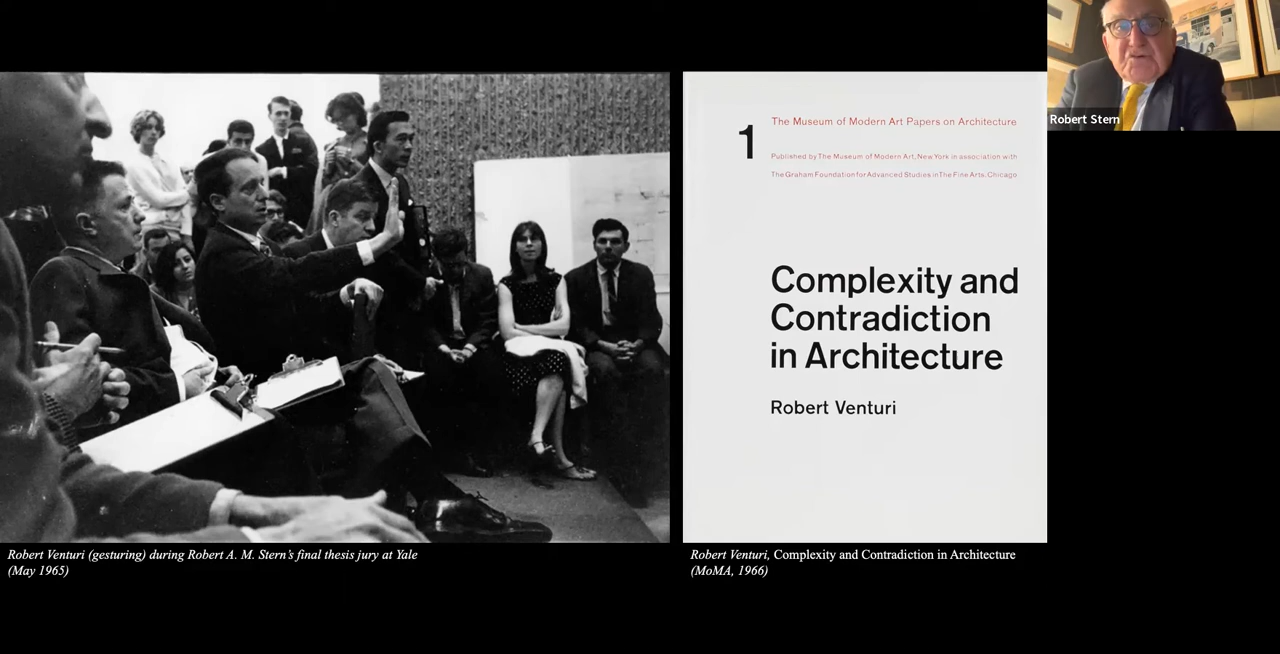 Robert Stern
1
The Museum of Modern Art Papers on Architecture
Published by The Museum of Modern Art, New York in association with
The Graham Foundation for Advanced Studies in The Fine Arts, Chicago
Complexity and
Contradiction
in Architecture
Robert Venturi
Robert Venturi (gesturing) during Robert A. M. Stern's final thesis jury at Yale
(May 1965)
Robert Venturi, Complexity and Contradiction in Architecture
(MoMA, 1966)